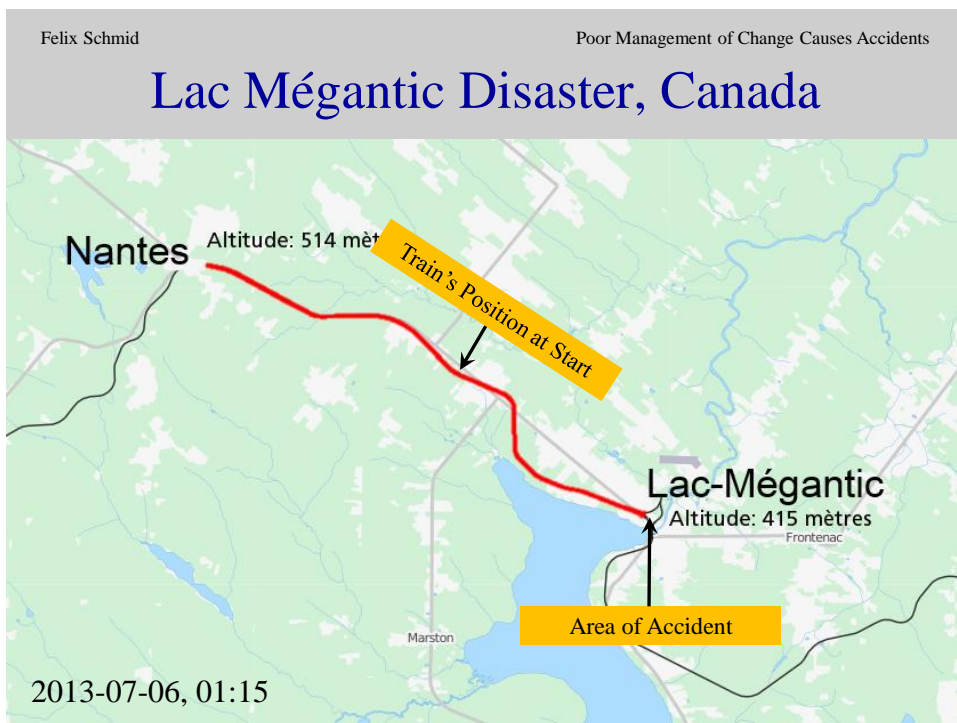 Felix Schmid
Poor Management of Change Causes Accidents
Lac Mégantic Disaster, Canada
Nantes
Altitude: 514 mèt
Train's Position at Start
Lac-Mégantic
Altitude: 415 mètres
Frontenac
Area of Accident
Marston
2013-07-06, 01:15